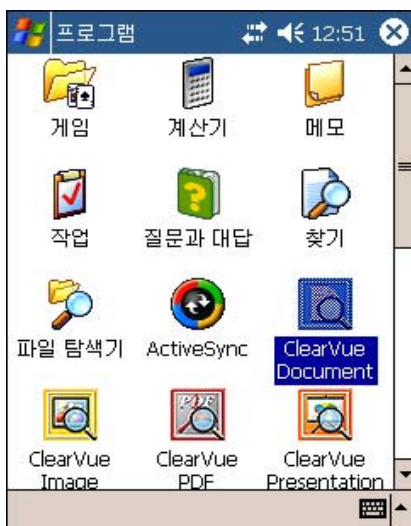 프로그램 12:51
게임 계산기 메모
작업 질문과 대답 찾기
파일 탐색기 ActiveSync ClearVue
Document
ClearVue ClearVue ClearVue
Image PDF Presentation